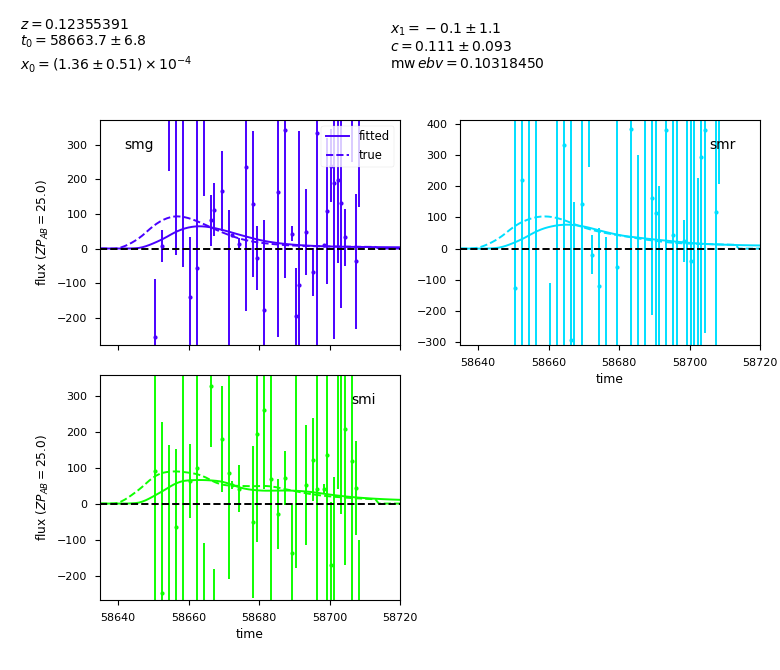 z = 0.12355391
t₀ = 58663.7 ± 6.8
x₀ = (1.36 ± 0.51) × 10⁻⁴
x₁ = −0.1 ± 1.1
c = 0.111 ± 0.093
mw ebv = 0.10318450
smg
fitted
true
flux (ZP_AB = 25.0)
300
200
100
0
−100
−200
smr
400
300
200
100
0
−100
−200
−300
58640 58660 58680 58700 58720
time
smi
flux (ZP_AB = 25.0)
300
200
100
0
−100
−200
58640 58660 58680 58700 58720
time